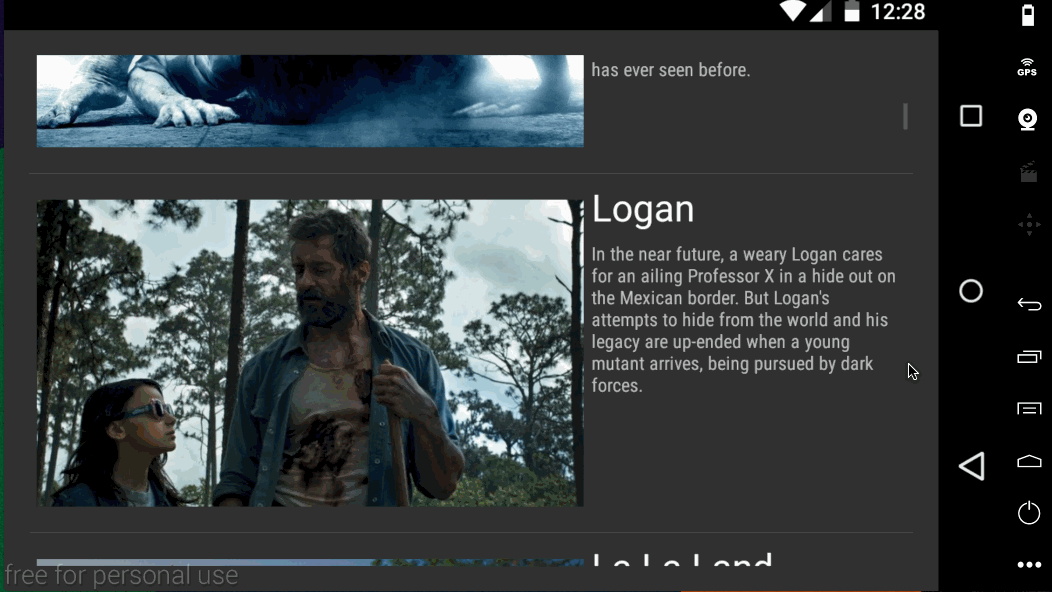 12:28
has ever seen before.
GPS
Logan
In the near future, a weary Logan cares
for an ailing Professor X in a hide out on
the Mexican border. But Logan's
attempts to hide from the world and his
legacy are up-ended when a young
mutant arrives, being pursued by dark
forces.
La La Land
free for personal use